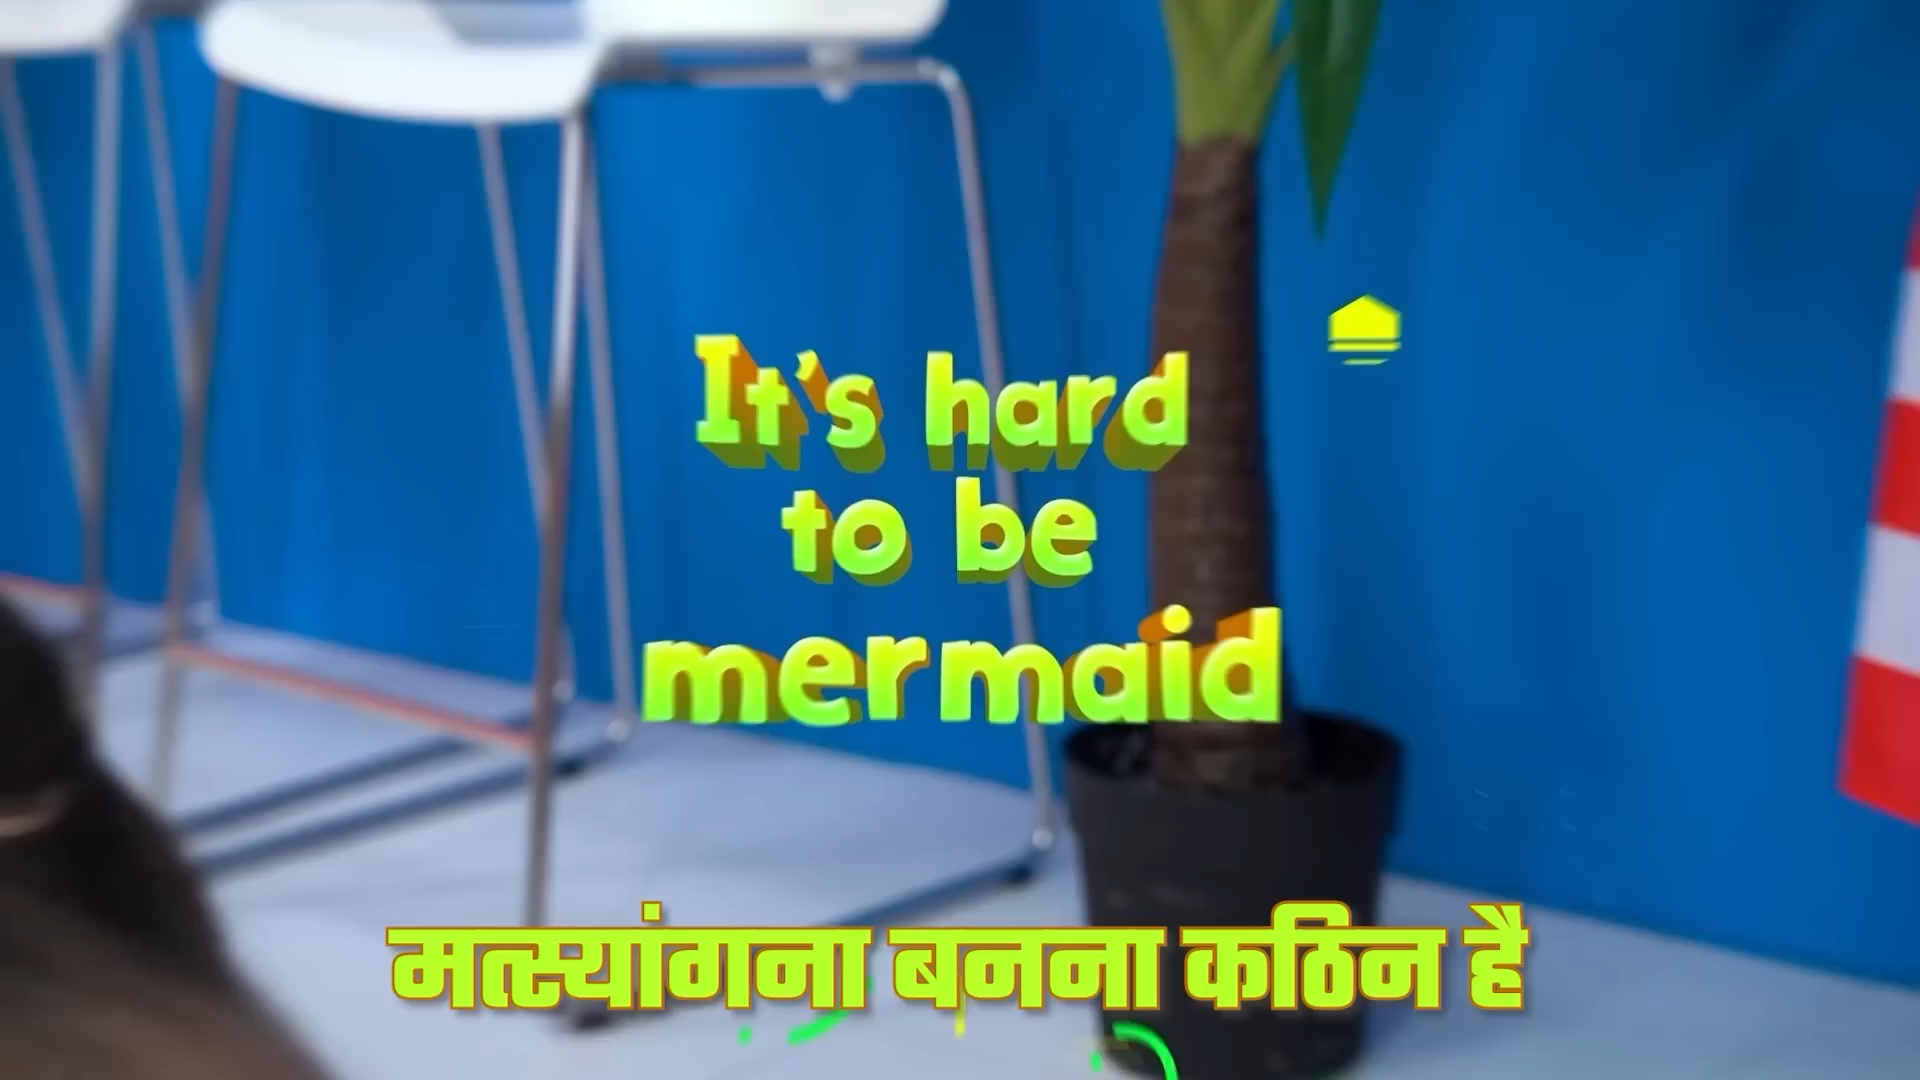 It's hard
to be
mermaid
मत्स्यांगना बनना कठिन है